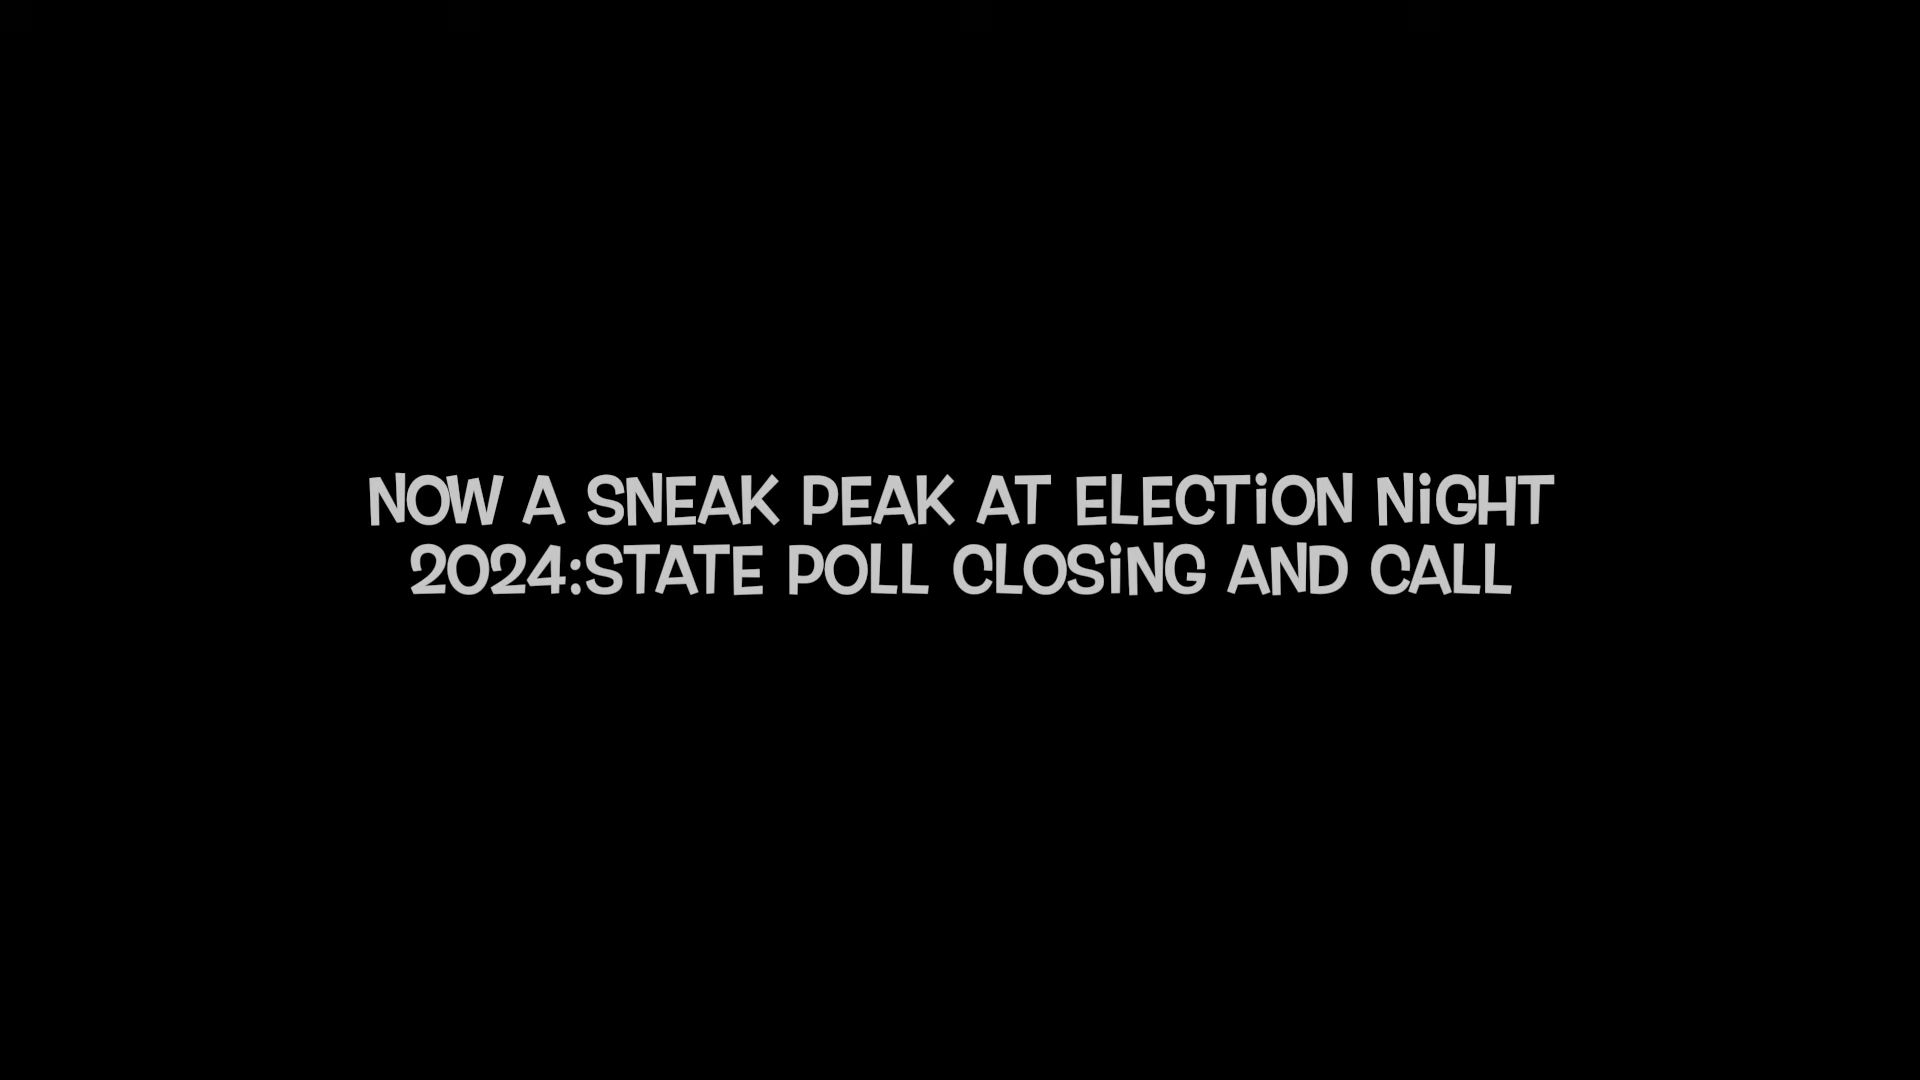 NOW A SNEAK PEAK AT ELECTiON NiGHT
2024:STATE POLL CLOSiNG AND CALL